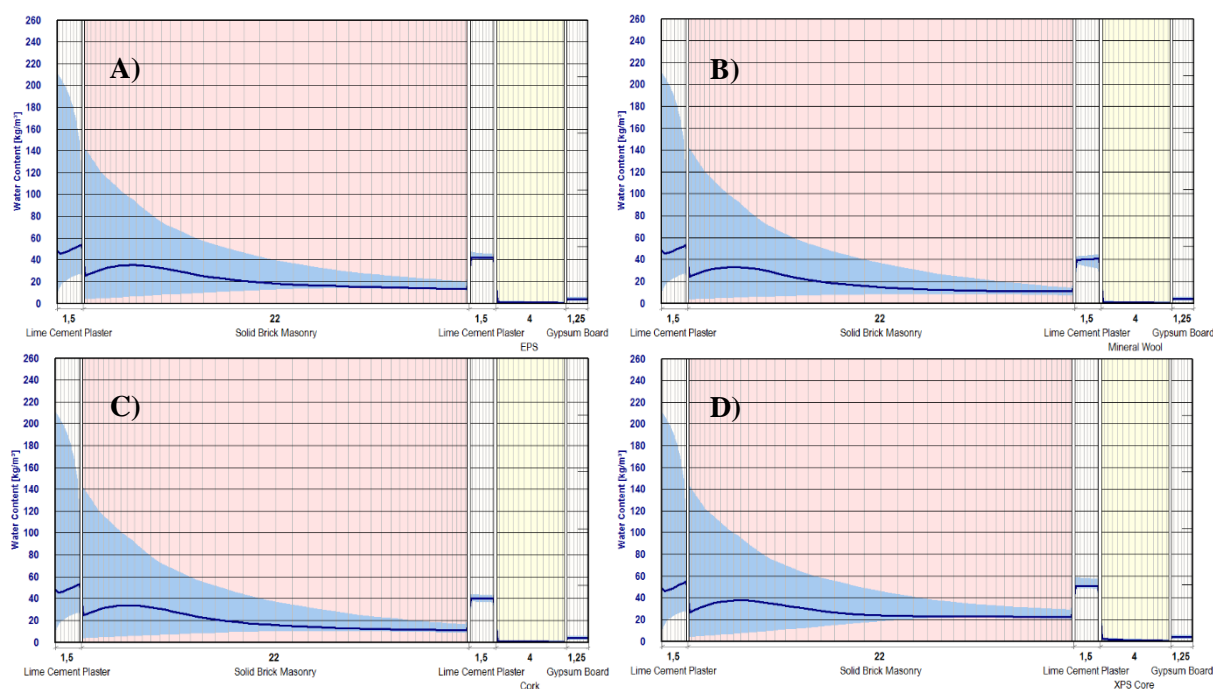 A)
Water Content [kg/m³]
260
240
220
200
180
160
140
120
100
80
60
40
20
0
1,5 22 1,5 4 1,25
Lime Cement Plaster Solid Brick Masonry Lime Cement Plaster Gypsum Board
EPS
B)
Water Content [kg/m³]
260
240
220
200
180
160
140
120
100
80
60
40
20
0
1,5 22 1,5 4 1,25
Lime Cement Plaster Solid Brick Masonry Lime Cement Plaster Gypsum Board
Mineral Wool
C)
Water Content [kg/m³]
260
240
220
200
180
160
140
120
100
80
60
40
20
0
1,5 22 1,5 4 1,25
Lime Cement Plaster Solid Brick Masonry Lime Cement Plaster Gypsum Board
Cork
D)
Water Content [kg/m³]
260
240
220
200
180
160
140
120
100
80
60
40
20
0
1,5 22 1,5 4 1,25
Lime Cement Plaster Solid Brick Masonry Lime Cement Plaster Gypsum Board
XPS Core